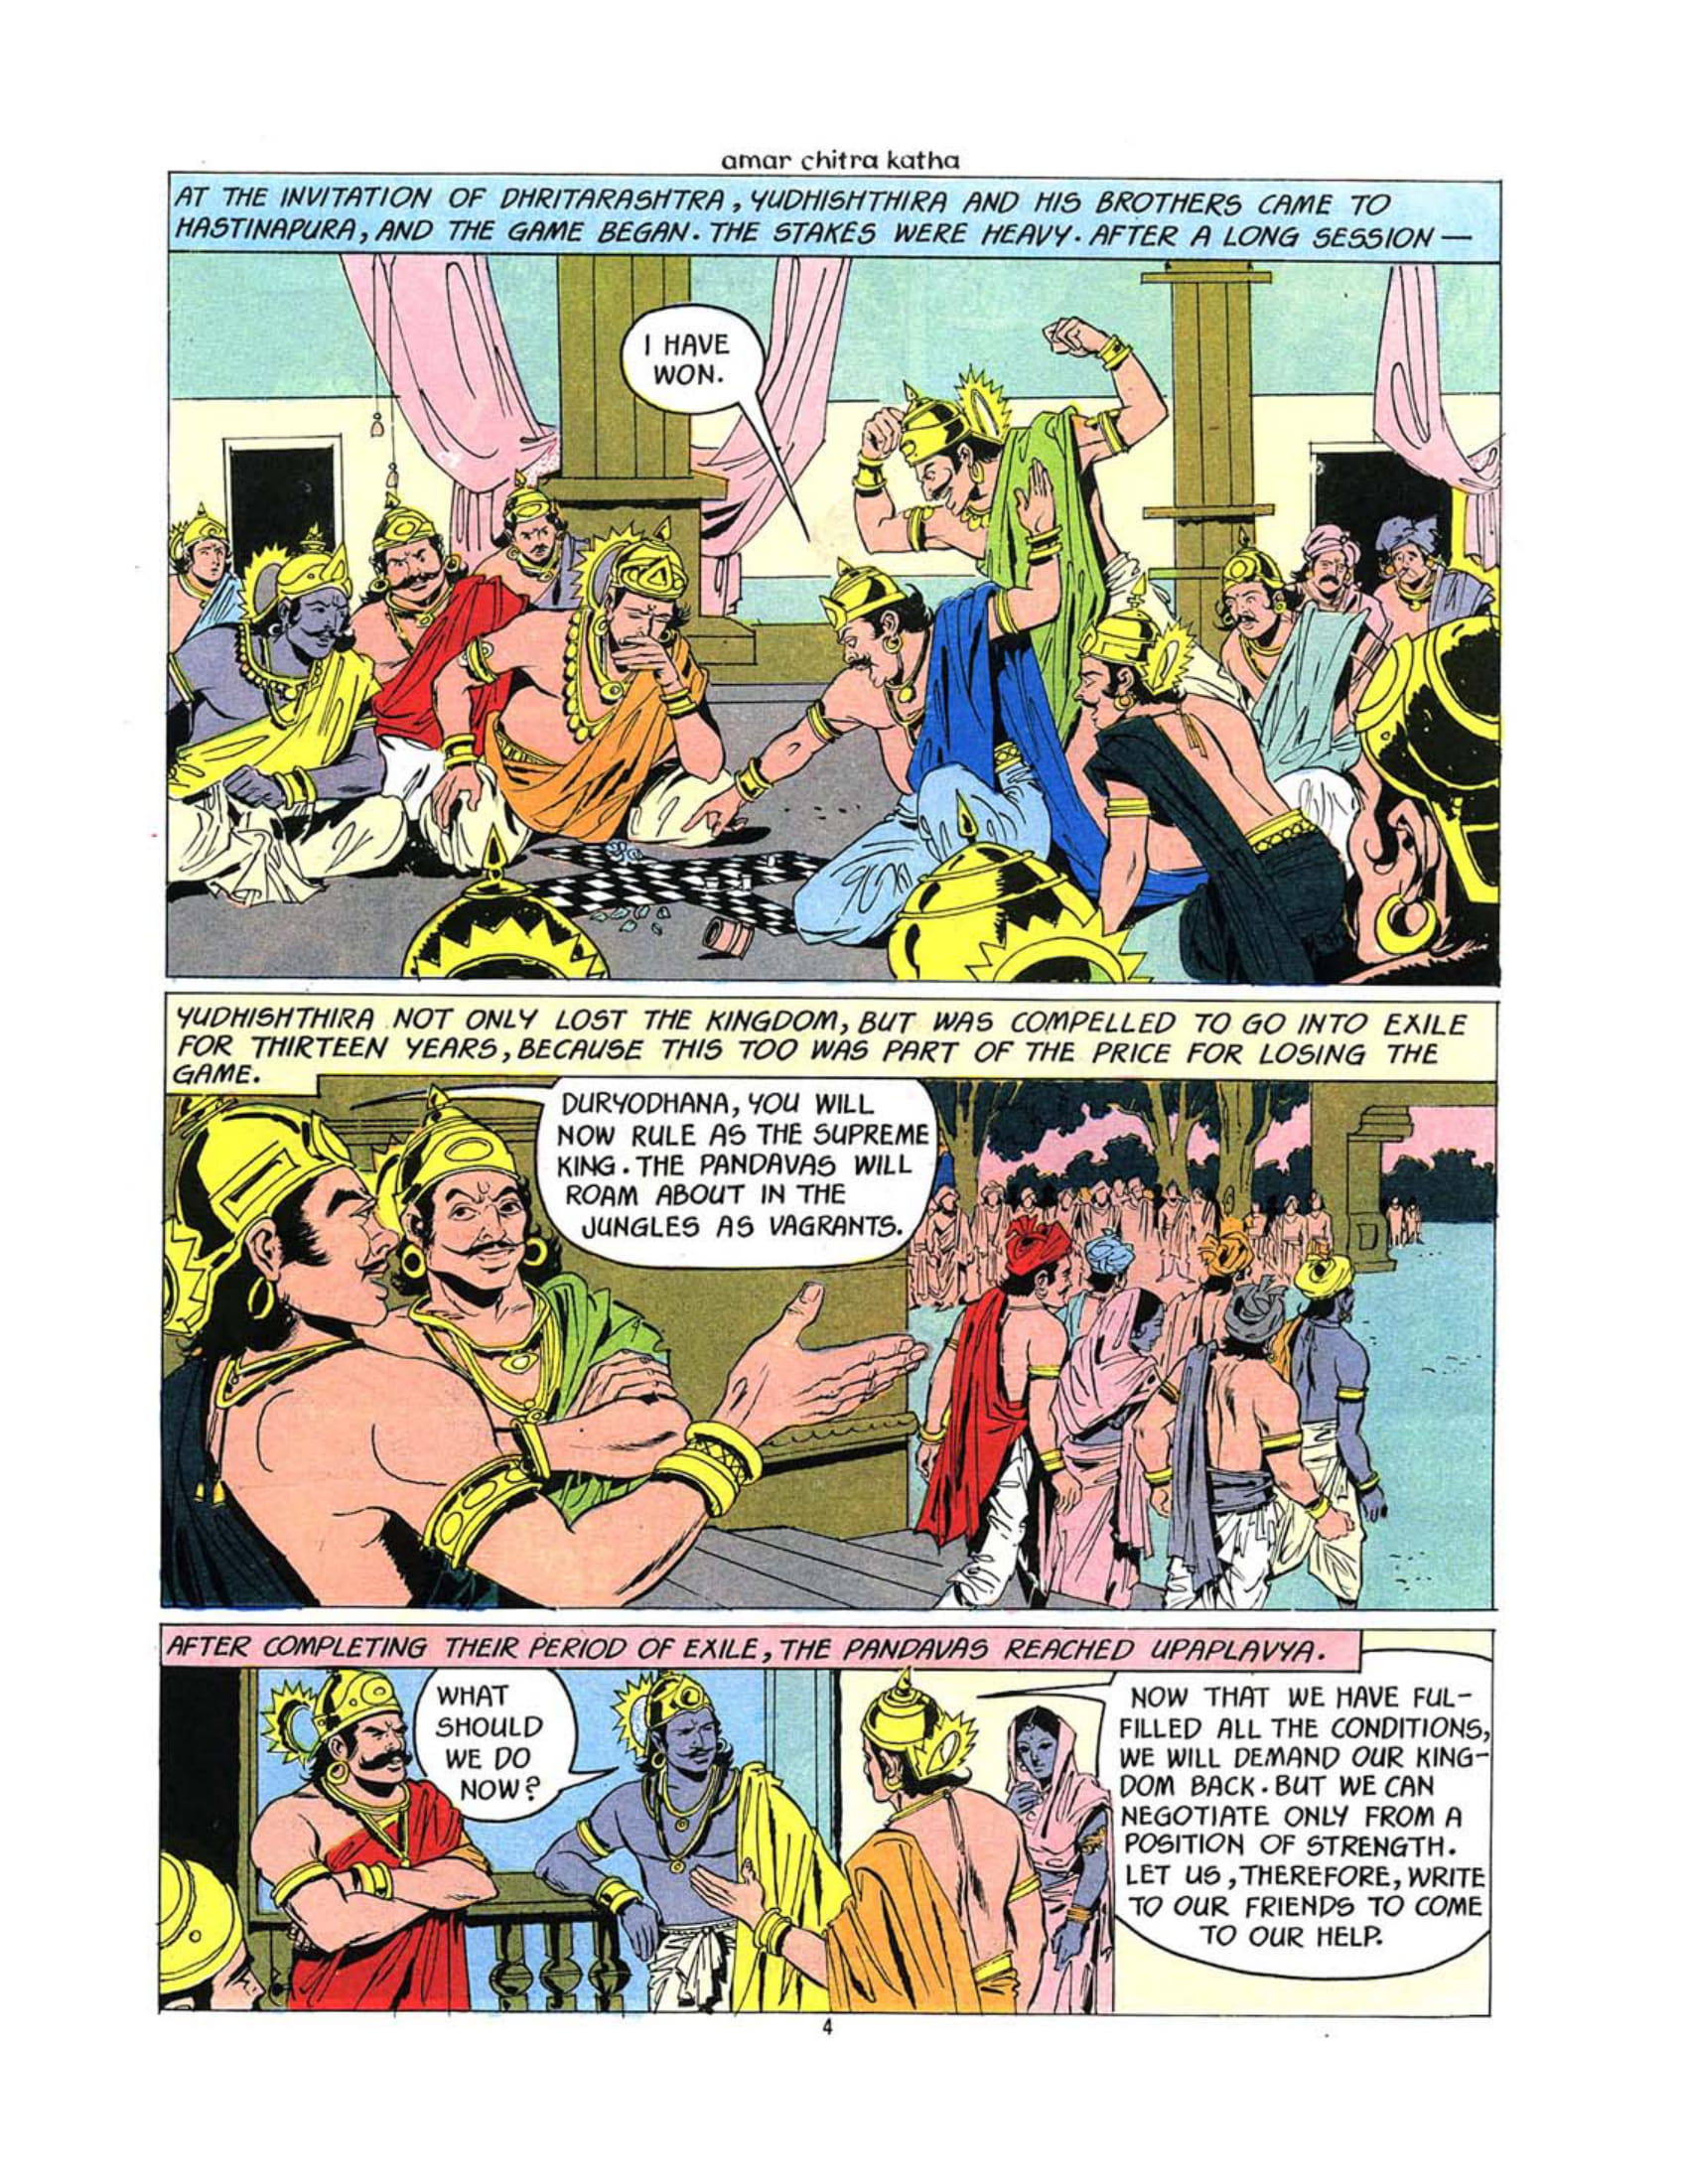 amar chitra katha
AT THE INVITATION OF DHRITARASHTRA, YUDHISHTHIRA AND HIS BROTHERS CAME TO
HASTINAPURA, AND THE GAME BEGAN. THE STAKES WERE HEAVY. AFTER A LONG SESSION —
I HAVE
WON.
YUDHISHTHIRA NOT ONLY LOST THE KINGDOM, BUT WAS COMPELLED TO GO INTO EXILE
FOR THIRTEEN YEARS, BECAUSE THIS TOO WAS PART OF THE PRICE FOR LOSING THE
GAME.
DURYODHANA, YOU WILL
NOW RULE AS THE SUPREME
KING. THE PANDAVAS WILL
ROAM ABOUT IN THE
JUNGLES AS VAGRANTS.
AFTER COMPLETING THEIR PERIOD OF EXILE, THE PANDAVAS REACHED UPAPLAVYA.
WHAT
SHOULD
WE DO
NOW?
NOW THAT WE HAVE FUL-
FILLED ALL THE CONDITIONS,
WE WILL DEMAND OUR KING-
DOM BACK. BUT WE CAN
NEGOTIATE ONLY FROM A
POSITION OF STRENGTH.
LET US, THEREFORE, WRITE
TO OUR FRIENDS TO COME
TO OUR HELP.
4